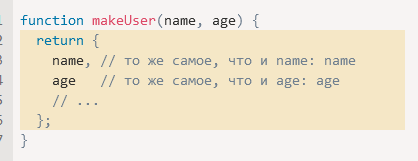 function makeUser(name, age) {
  return {
    name, // то же самое, что и name: name
    age   // то же самое, что и age: age
    // ...
  };
}